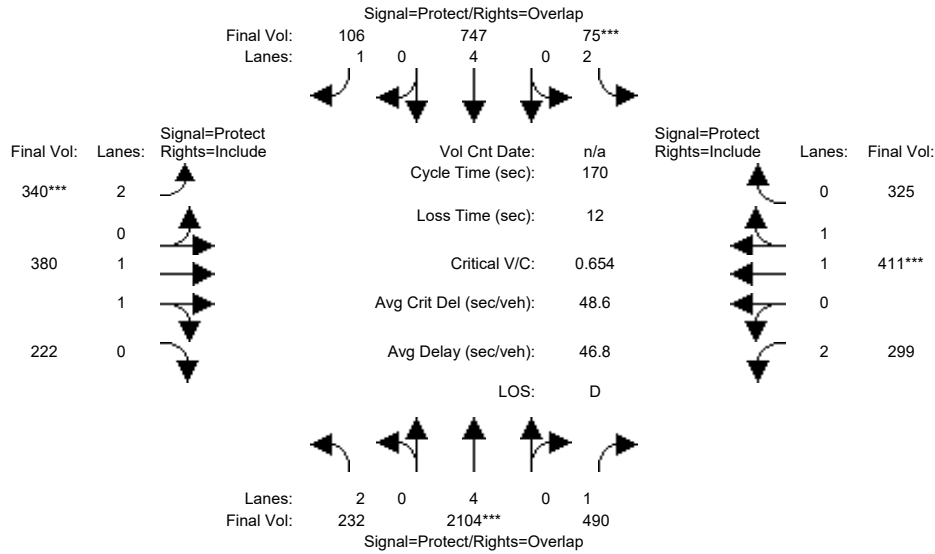 Signal=Protect/Rights=Overlap
Final Vol: 106 747 75***
Lanes: 1 0 4 0 2
Signal=Protect
Final Vol: Lanes: Rights=Include
Vol Cnt Date: n/a
Signal=Protect
Rights=Include Lanes: Final Vol:
Cycle Time (sec): 170
340*** 2
0 325
Loss Time (sec): 12
0
1
380 1
Critical V/C: 0.654
1 411***
1
Avg Crit Del (sec/veh): 48.6
0
222 0
Avg Delay (sec/veh): 46.8
2 299
LOS: D
Lanes: 2 0 4 0 1
Final Vol: 232 2104*** 490
Signal=Protect/Rights=Overlap